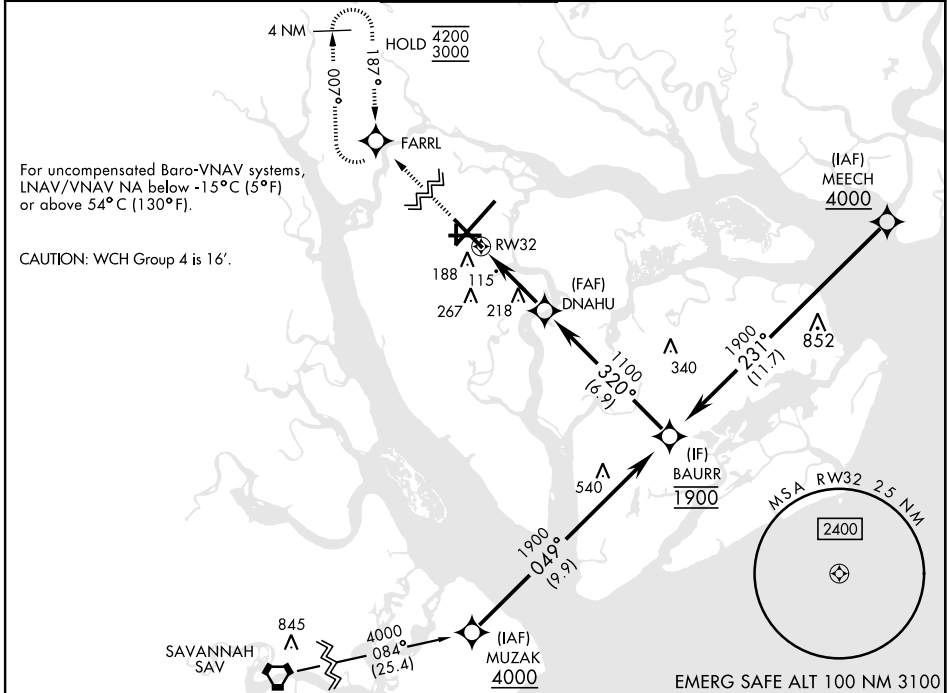 4 NM
HOLD 4200
3000
007°
187°
FARRL
For uncompensated Baro-VNAV systems,
LNAV/VNAV NA below -15°C (5°F)
or above 54°C (130°F).
CAUTION: WCH Group 4 is 16'.
(IAF)
MEECH
4000
RW32
188
115
267
218
(FAF)
DNAHU
1900
231°
(11.7)
852
340
1100
320°
(6.9)
(IF)
BAURR
1900
540
1900
049°
(9.9)
MSA RW32 25 NM
2400
845
SAVANNAH
SAV
4000
084°
(25.4)
(IAF)
MUZAK
4000
EMERG SAFE ALT 100 NM 3100